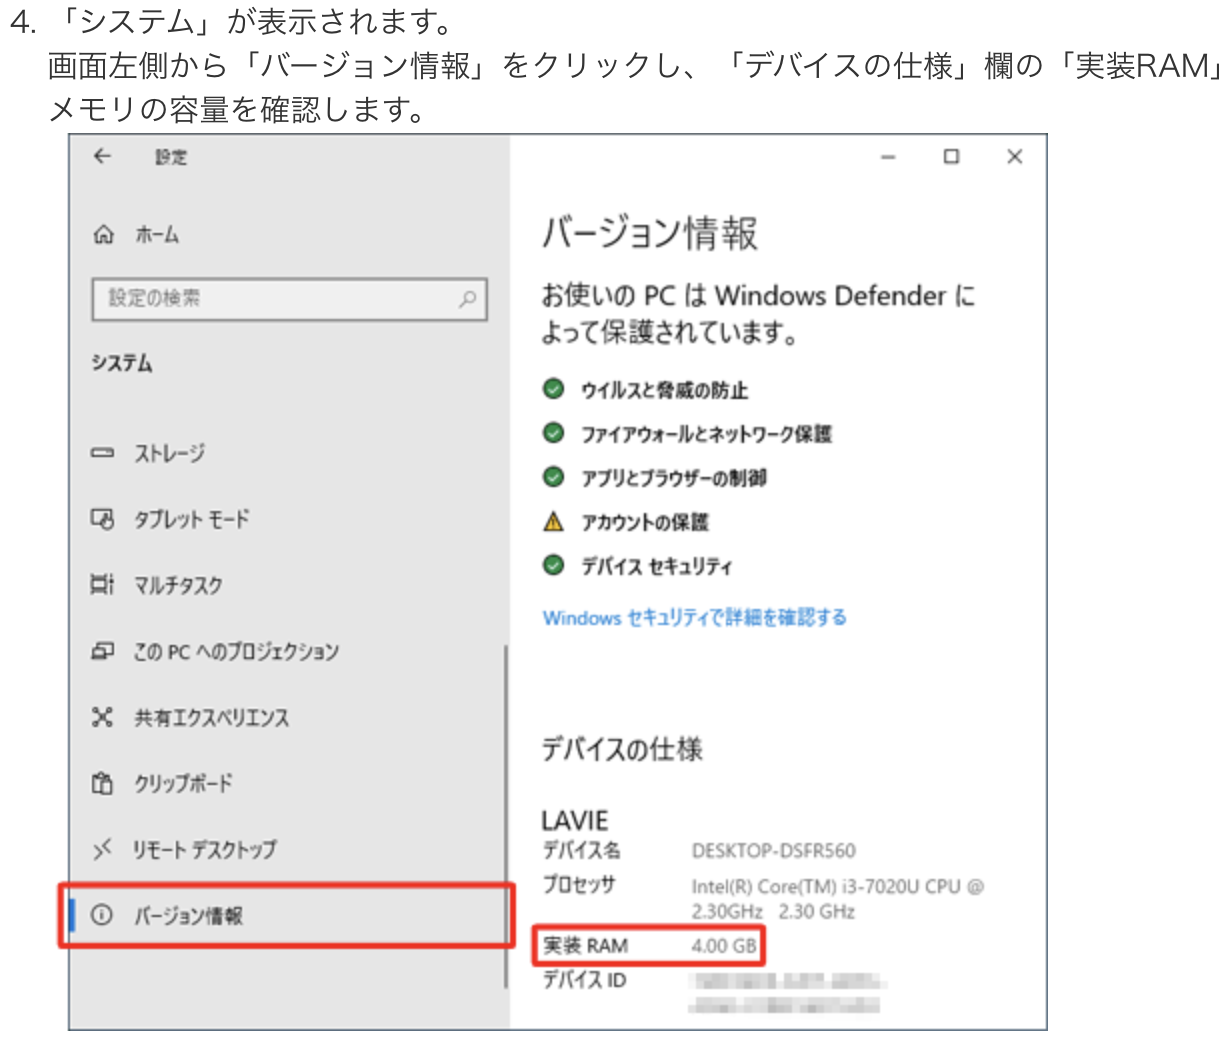 4. 「システム」が表示されます。
画面左側から「バージョン情報」をクリックし、「デバイスの仕様」欄の「実装RAM」
メモリの容量を確認します。
設定
ホーム
設定の検索
システム
ストレージ
タブレット モード
マルチタスク
この PC へのプロジェクション
共有エクスペリエンス
クリップボード
リモート デスクトップ
バージョン情報
バージョン情報
お使いの PC は Windows Defender に
よって保護されています。
ウイルスと脅威の防止
ファイアウォールとネットワーク保護
アプリとブラウザーの制御
アカウントの保護
デバイス セキュリティ
Windows セキュリティで詳細を確認する
デバイスの仕様
LAVIE
デバイス名 DESKTOP-DSFR560
プロセッサ Intel(R) Core(TM) i3-7020U CPU @
2.30GHz 2.30 GHz
実装 RAM 4.00 GB
デバイス ID